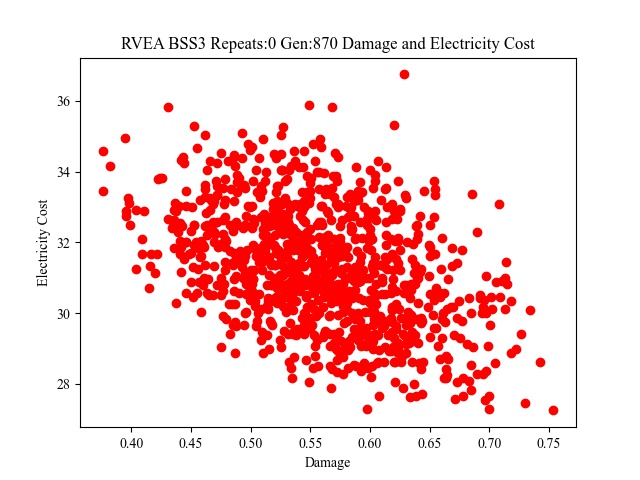 RVEA BSS3 Repeats:0 Gen:870 Damage and Electricity Cost
Electricity Cost
36
34
32
30
28
0.40 0.45 0.50 0.55 0.60 0.65 0.70 0.75
Damage